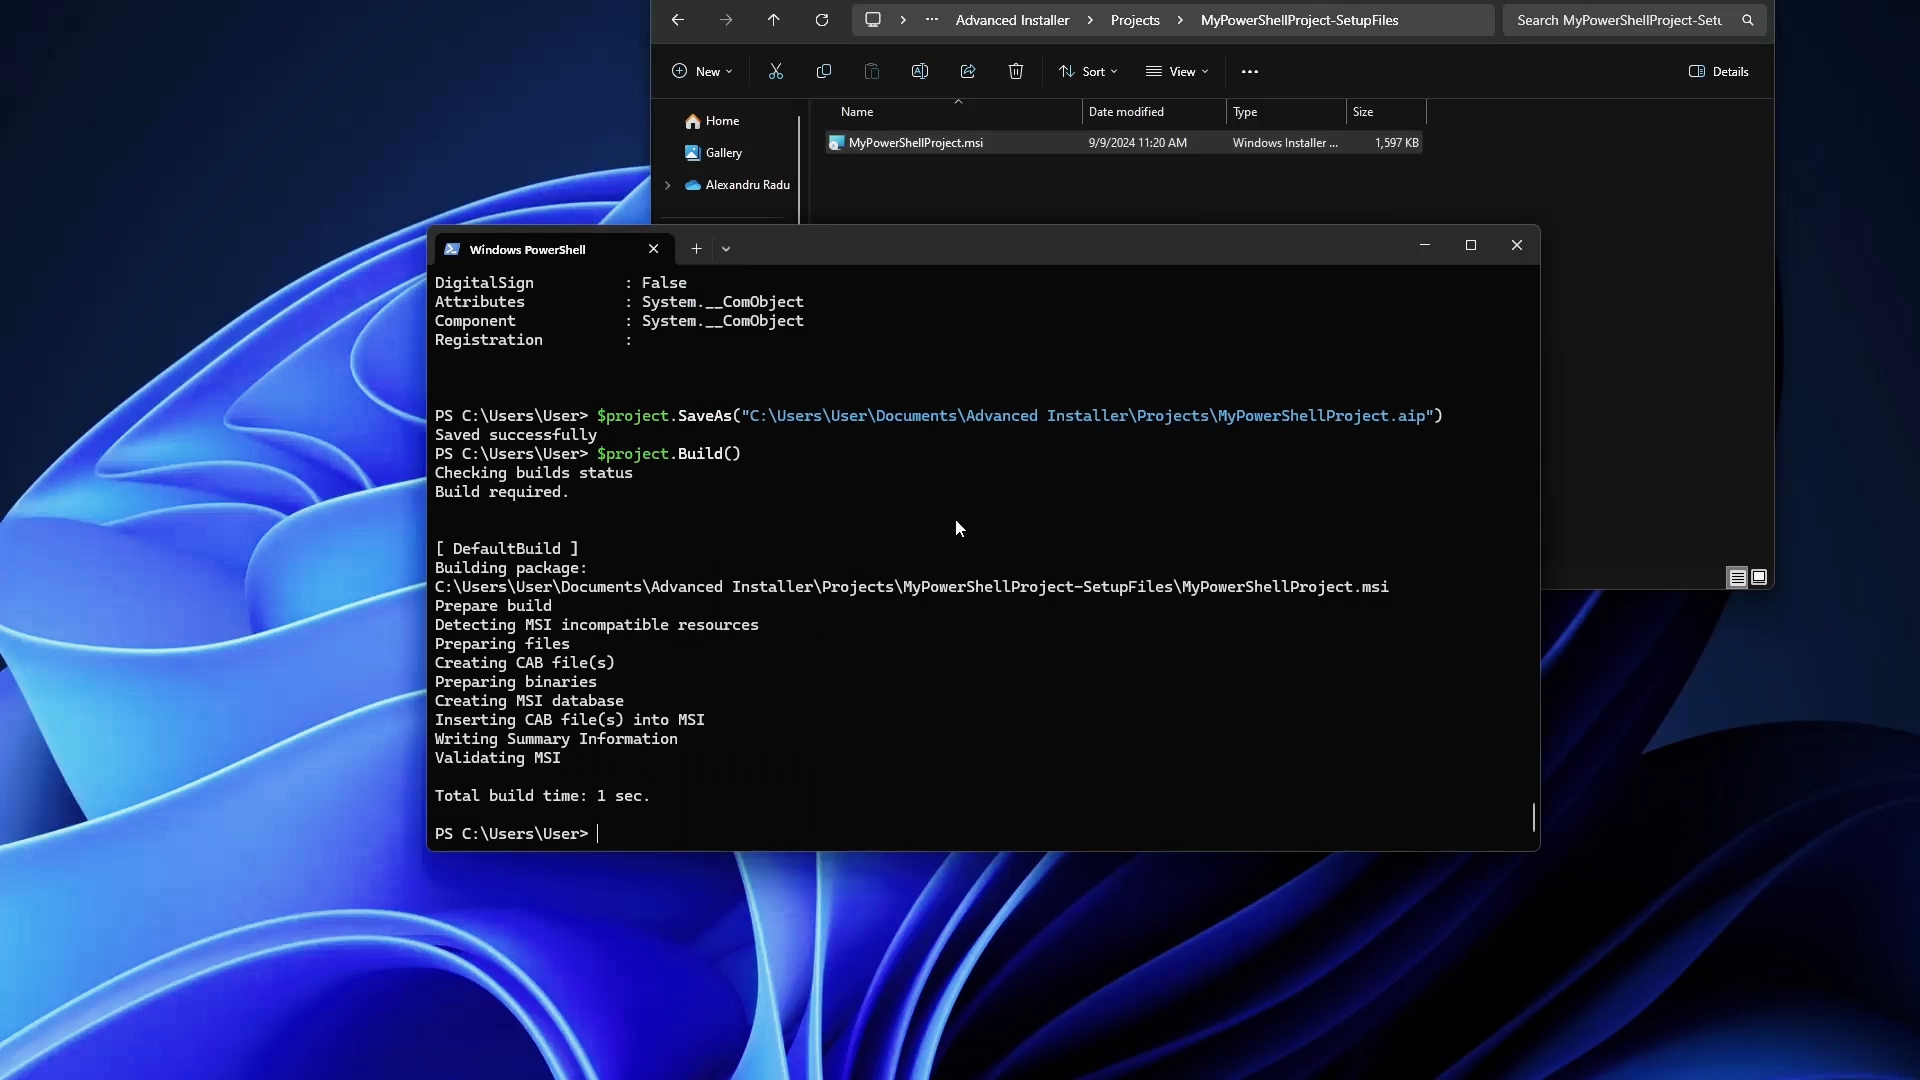 Advanced Installer > Projects > MyPowerShellProject-SetupFiles
Search MyPowerShellProject-Setu
New
Sort
View
Details
Name
Date modified
Type
Size
Home
MyPowerShellProject.msi
9/9/2024 11:20 AM
Windows Installer ...
1,597 KB
Gallery
Alexandru Radu
Windows PowerShell
DigitalSign : False
Attributes : System.__ComObject
Component : System.__ComObject
Registration :
PS C:\Users\User> $project.SaveAs("C:\Users\User\Documents\Advanced Installer\Projects\MyPowerShellProject.aip")
Saved successfully
PS C:\Users\User> $project.Build()
Checking builds status
Build required.
[ DefaultBuild ]
Building package:
C:\Users\User\Documents\Advanced Installer\Projects\MyPowerShellProject-SetupFiles\MyPowerShellProject.msi
Prepare build
Detecting MSI incompatible resources
Preparing files
Creating CAB file(s)
Preparing binaries
Creating MSI database
Inserting CAB file(s) into MSI
Writing Summary Information
Validating MSI
Total build time: 1 sec.
PS C:\Users\User>